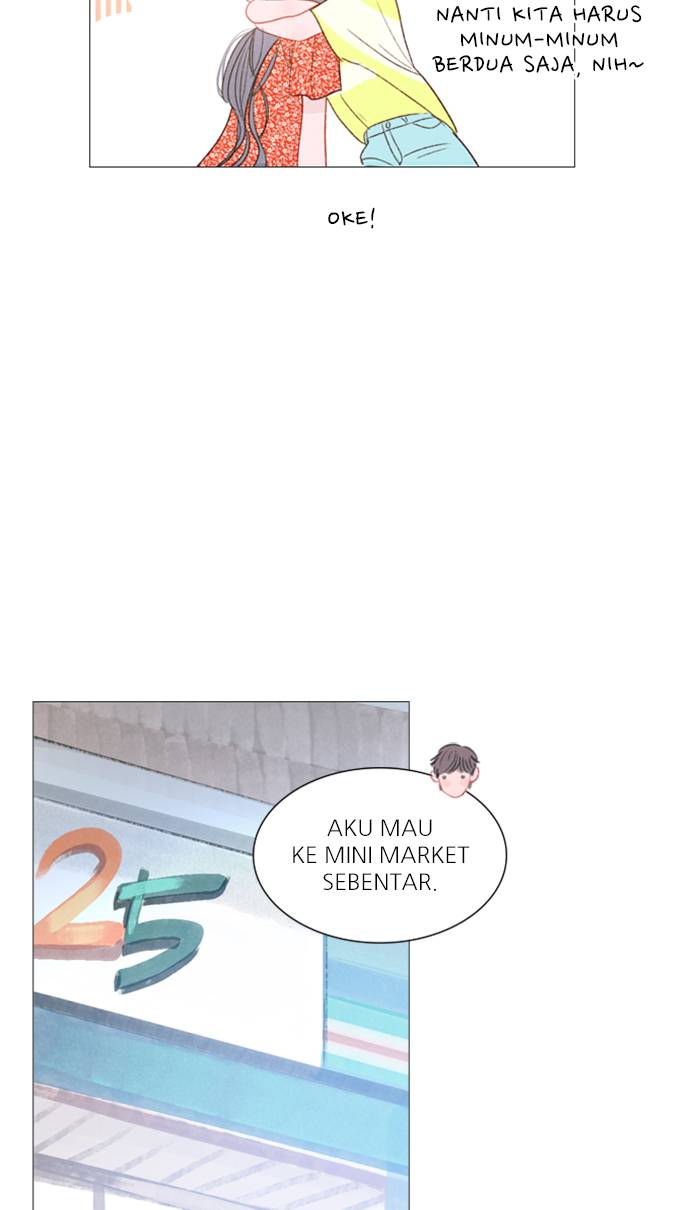 NANTI KITA HARUS
MINUM-MINUM
BERDUA SAJA, NIH~
OKE!
AKU MAU
KE MINI MARKET
SEBENTAR.
25